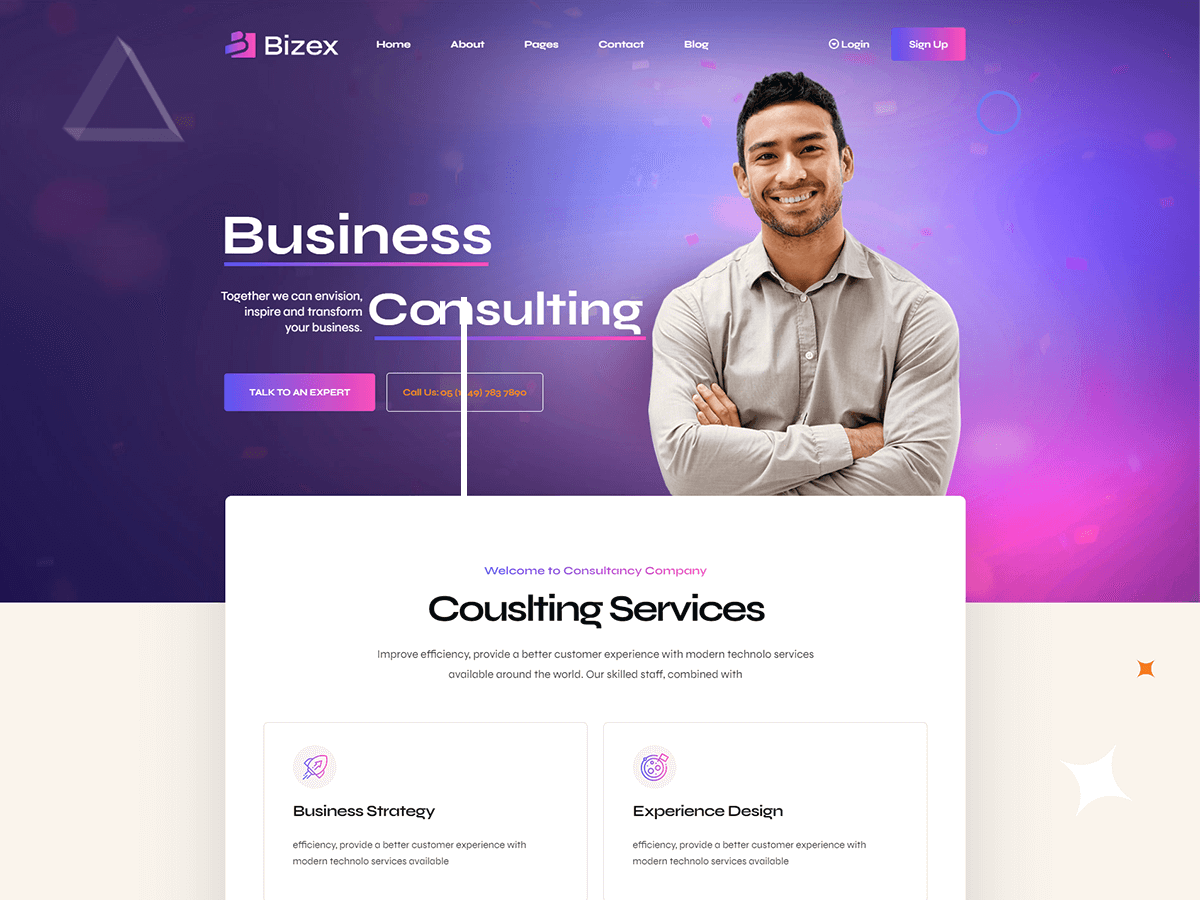 Bizex
Home
About
Pages
Contact
Blog
Login
Sign Up
Business
Together we can envision,
inspire and transform
your business.
Consulting
TALK TO AN EXPERT
Call Us: 05 ( 49) 783 7890
Welcome to Consultancy Company
Couslting Services
Improve efficiency, provide a better customer experience with modern technolo services
available around the world. Our skilled staff, combined with
Business Strategy
efficiency, provide a better customer experience with
modern technolo services available
Experience Design
efficiency, provide a better customer experience with
modern technolo services available